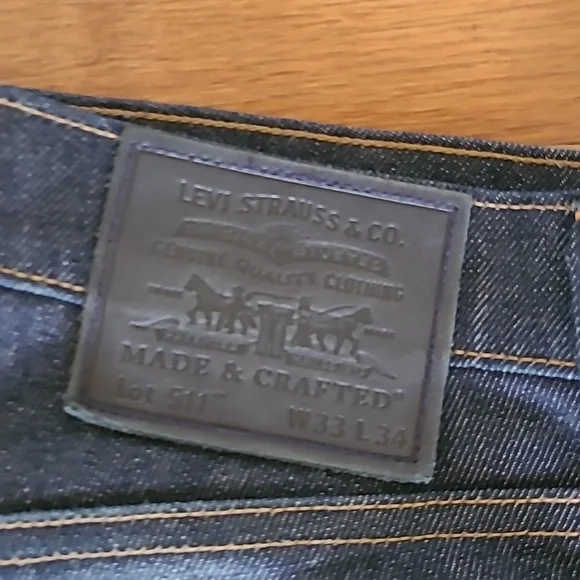 LEVI STRAUSS & CO.
GENUINE QUALITY CLOTHING
MADE & CRAFTED®
Lot 511™ W33 L34